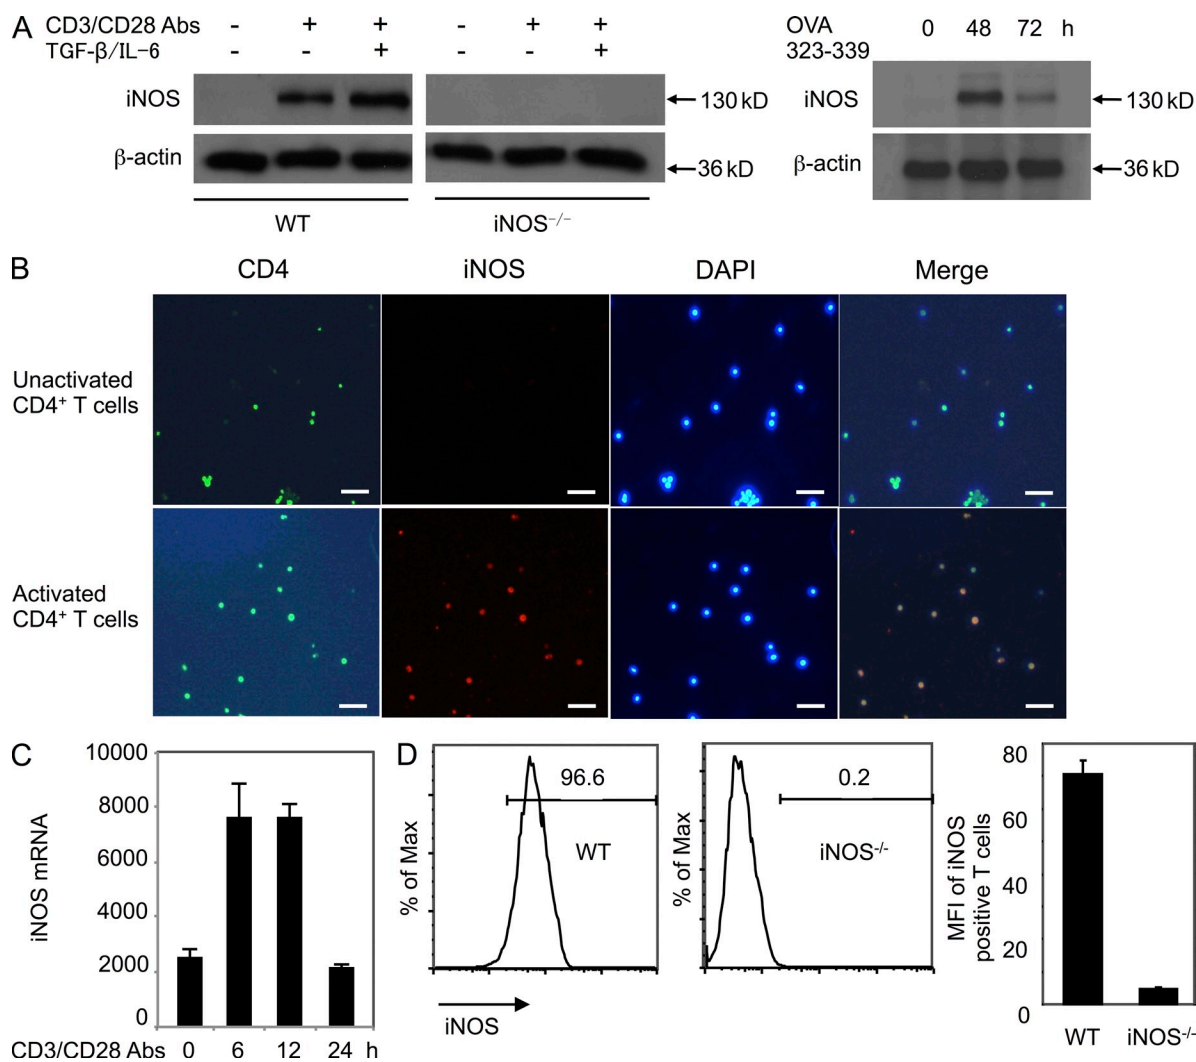 A
CD3/CD28 Abs - + + - + +
TGF-β/IL-6 - - + - - +
iNOS 130 kD
β-actin 36 kD
WT iNOS-/-
OVA 0 48 72 h
323-339
iNOS 130 kD
β-actin 36 kD
B
CD4 iNOS DAPI Merge
Unactivated
CD4+ T cells
Activated
CD4+ T cells
C
iNOS mRNA
10000
8000
6000
4000
2000
0
CD3/CD28 Abs 0 6 12 24 h
D
% of Max
96.6
WT
iNOS
% of Max
0.2
iNOS-/-
MFI of iNOS
positive T cells
80
60
40
20
0
WT iNOS-/-